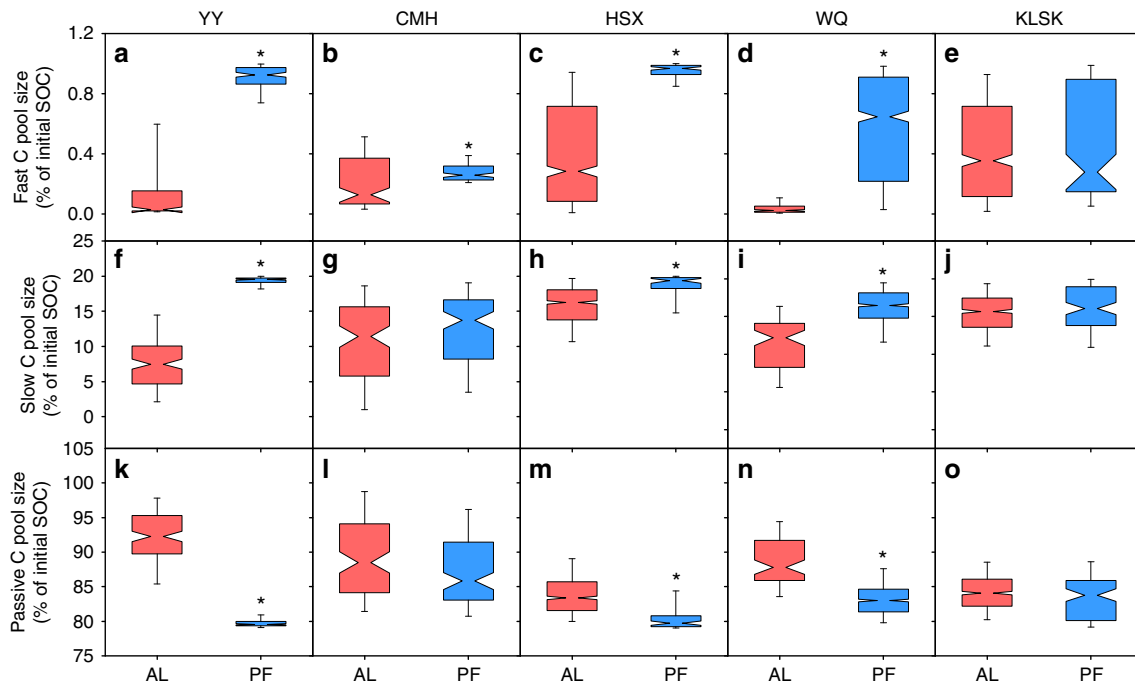 YY CMH HSX WQ KLSK
Fast C pool size
(% of initial SOC)
1.2
0.8
0.4
0.0
a * b * c * d * e
Slow C pool size
(% of initial SOC)
25
20
15
10
5
0
f * g h * i * j
Passive C pool size
(% of initial SOC)
105
100
95
90
85
80
75
k * l m * n * o
AL PF AL PF AL PF AL PF AL PF